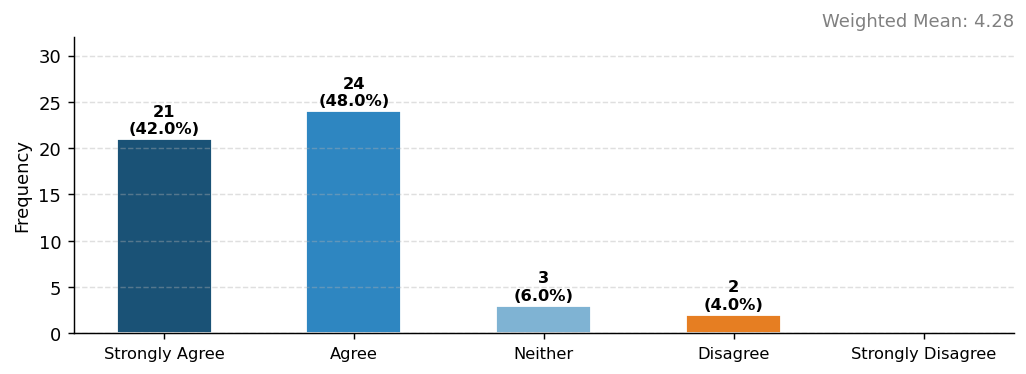 Weighted Mean: 4.28
Frequency
30
25
20
15
10
5
0
21
(42.0%)
24
(48.0%)
3
(6.0%)
2
(4.0%)
Strongly Agree
Agree
Neither
Disagree
Strongly Disagree